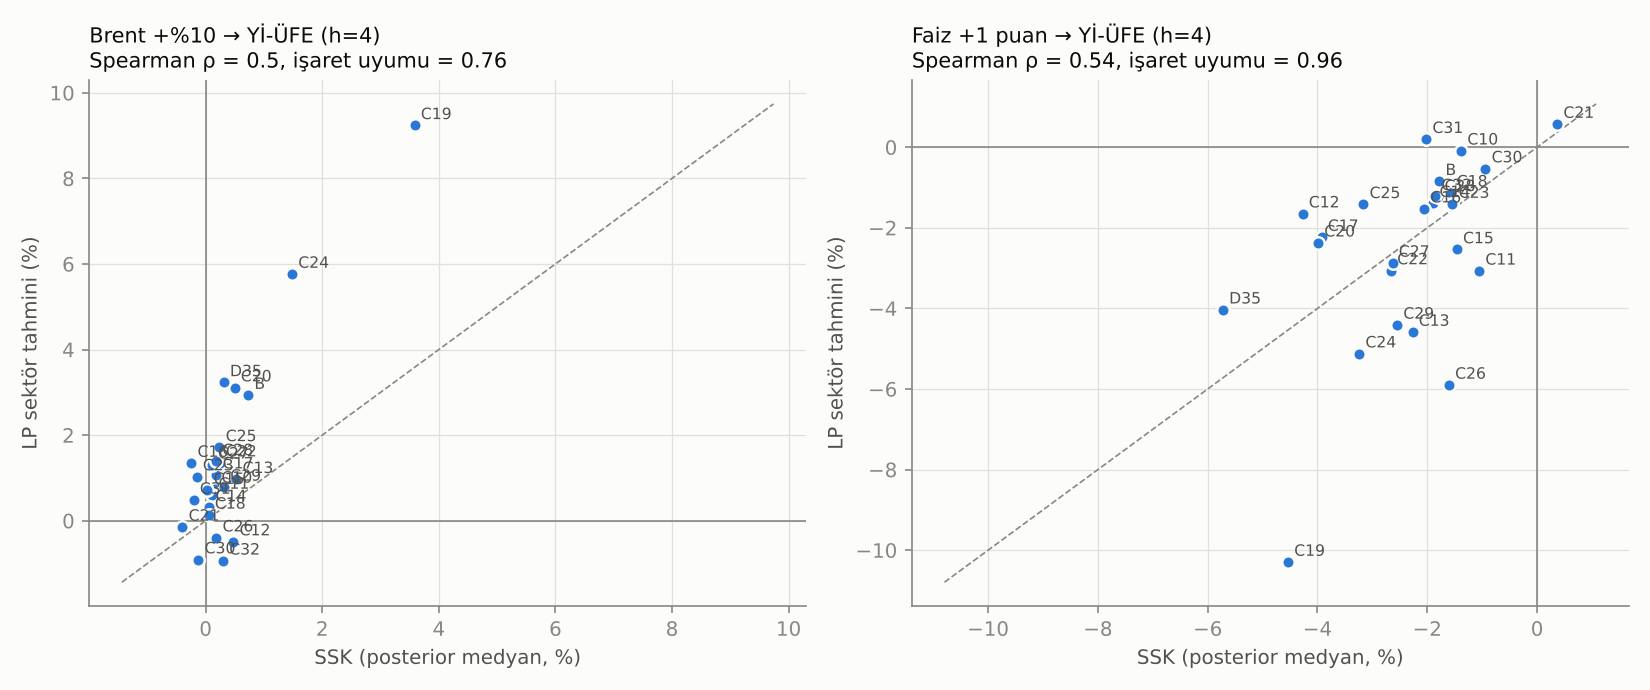 Brent +%10 → Yİ-ÜFE (h=4)
Spearman ρ = 0.5, işaret uyumu = 0.76
10
8
6
4
2
0
LP sektör tahmini (%)
C19
C24
D35
C20
B
C25
C13
C14
C18
C21
C26
C12
C30
C32
0
2
4
6
8
10
SSK (posterior medyan, %)
Faiz +1 puan → Yİ-ÜFE (h=4)
Spearman ρ = 0.54, işaret uyumu = 0.96
0
−2
−4
−6
−8
−10
LP sektör tahmini (%)
C21
C31
C10
C30
B
C18
C23
C25
C12
C17
C20
C15
C11
C27
C22
D35
C29
C13
C24
C26
C19
−10
−8
−6
−4
−2
0
SSK (posterior medyan, %)